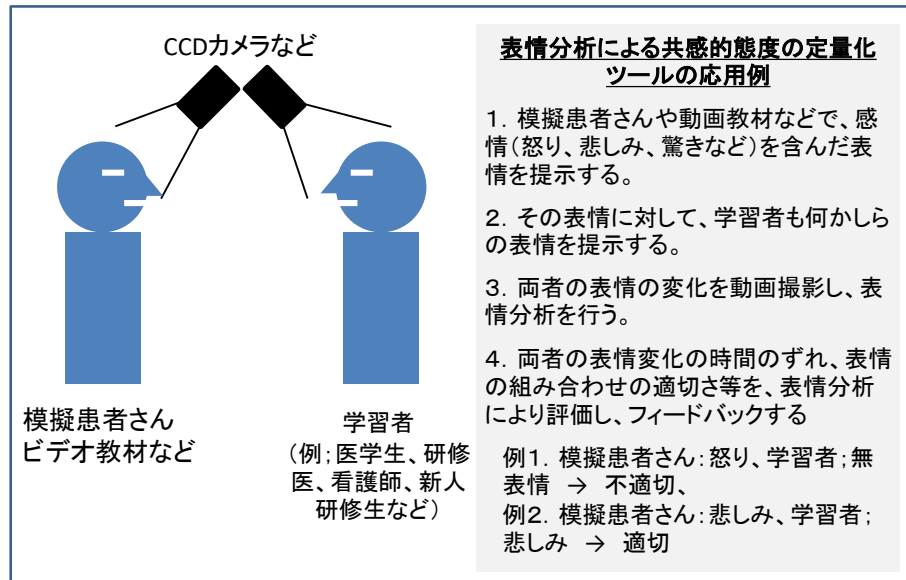 CCDカメラなど
模擬患者さん
ビデオ教材など
学習者
（例；医学生、研修
医、看護師、新人
研修生など）
表情分析による共感的態度の定量化
ツールの応用例
１．模擬患者さんや動画教材などで、感
情（怒り、悲しみ、驚きなど）を含んだ表
情を提示する。
２．その表情に対して、学習者も何かしら
の表情を提示する。
３．両者の表情の変化を動画撮影し、表
情分析を行う。
４．両者の表情変化の時間のずれ、表情
の組み合わせの適切さ等を、表情分析
により評価し、フィードバックする
例１．模擬患者さん：怒り、学習者；無
表情 → 不適切、
例２．模擬患者さん：悲しみ、学習者；
悲しみ → 適切